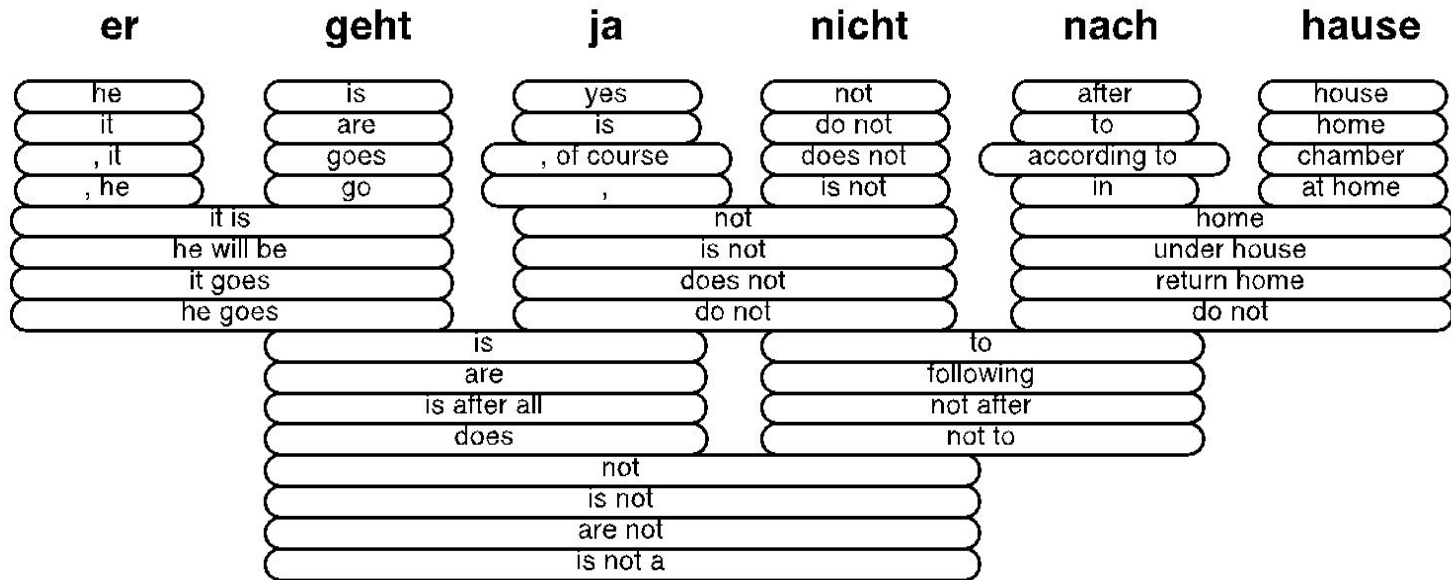 er geht ja nicht nach hause
he is yes not after house
it are is do not to home
, it goes , of course does not according to chamber
, he go , is not in at home
it is not home
he will be is not under house
it goes does not return home
he goes do not do not
is to
are following
is after all not after
does not to
not
is not
are not
is not a